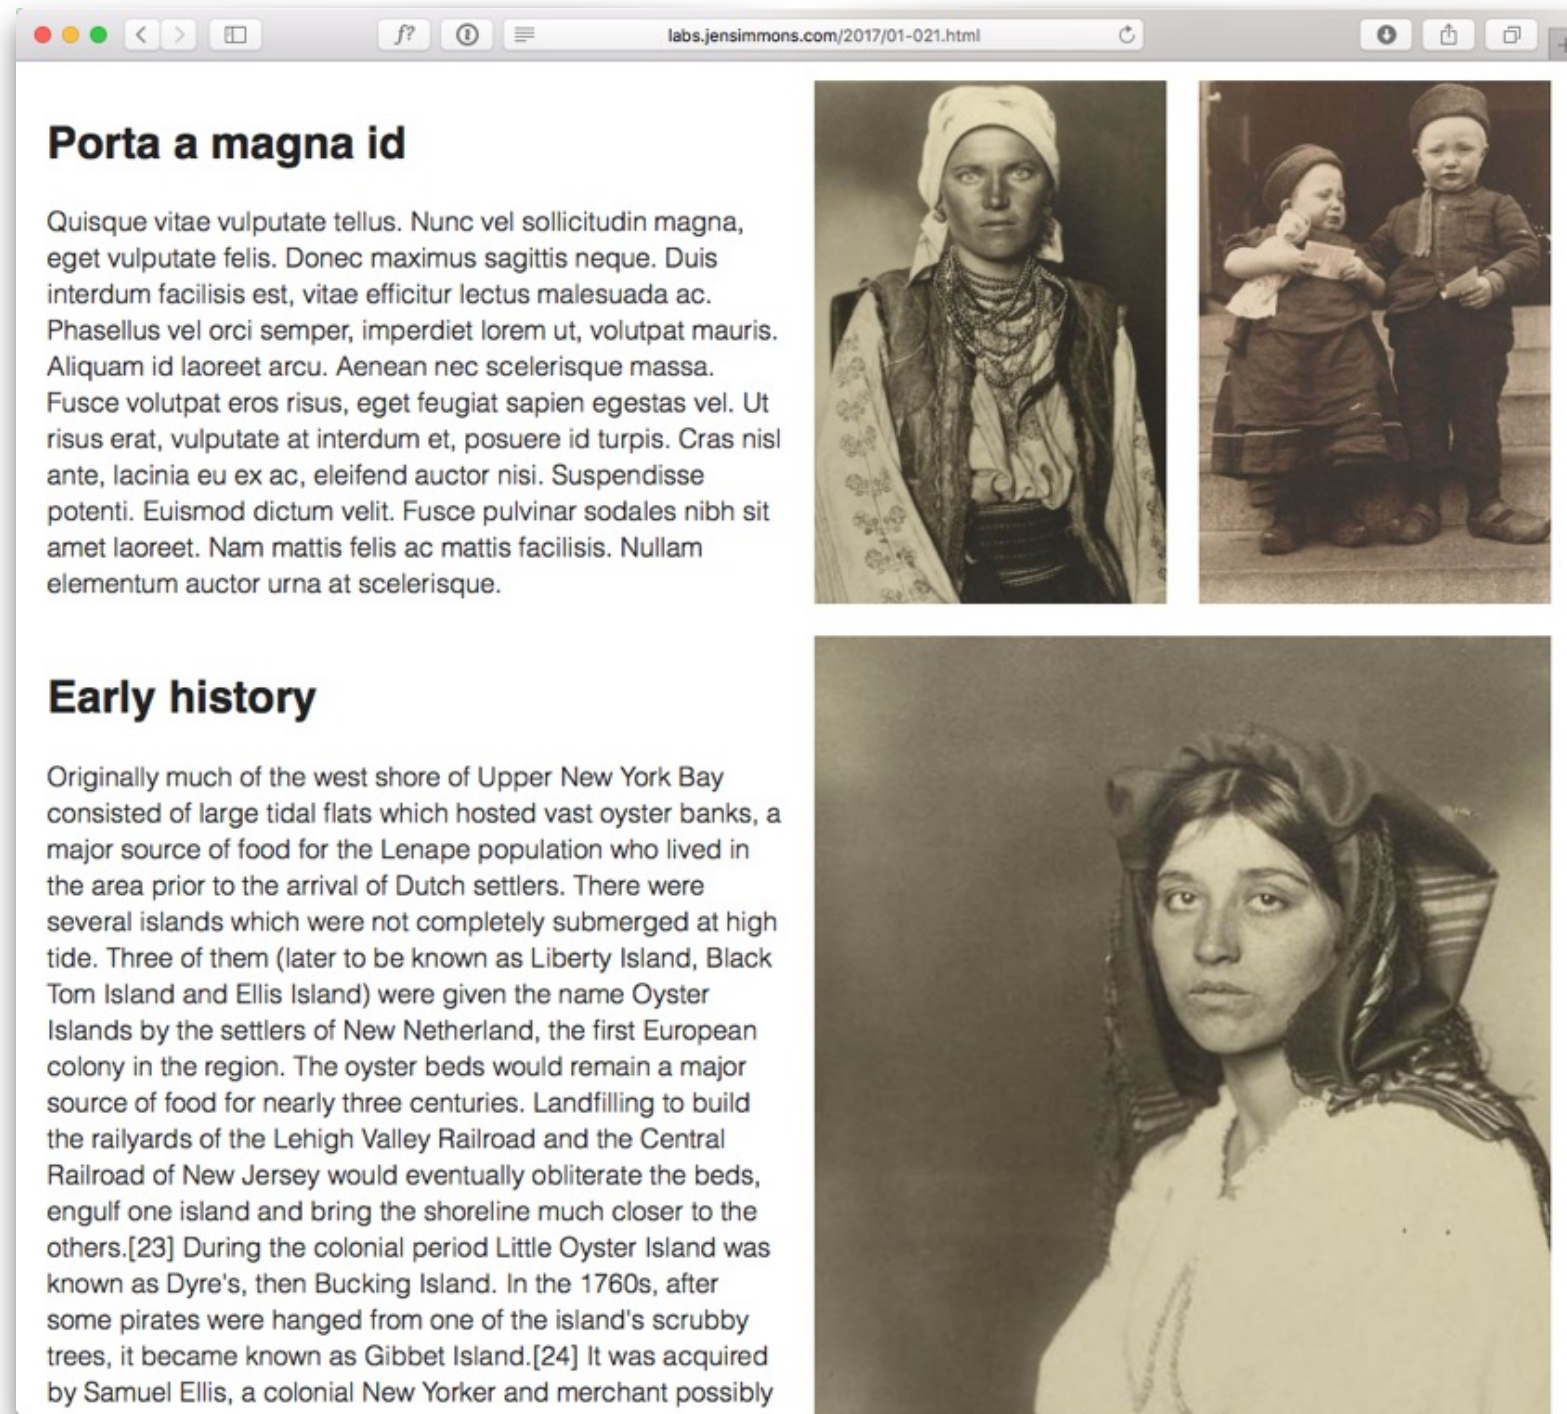 f?
labs.jensimmons.com/2017/01-021.html
Porta a magna id
Quisque vitae vulputate tellus. Nunc vel sollicitudin magna,
eget vulputate felis. Donec maximus sagittis neque. Duis
interdum facilisis est, vitae efficitur lectus malesuada ac.
Phasellus vel orci semper, imperdiet lorem ut, volutpat mauris.
Aliquam id laoreet arcu. Aenean nec scelerisque massa.
Fusce volutpat eros risus, eget feugiat sapien egestas vel. Ut
risus erat, vulputate at interdum et, posuere id turpis. Cras nisl
ante, lacinia eu ex ac, eleifend auctor nisi. Suspendisse
potenti. Euismod dictum velit. Fusce pulvinar sodales nibh sit
amet laoreet. Nam mattis felis ac mattis facilisis. Nullam
elementum auctor urna at scelerisque.
Early history
Originally much of the west shore of Upper New York Bay
consisted of large tidal flats which hosted vast oyster banks, a
major source of food for the Lenape population who lived in
the area prior to the arrival of Dutch settlers. There were
several islands which were not completely submerged at high
tide. Three of them (later to be known as Liberty Island, Black
Tom Island and Ellis Island) were given the name Oyster
Islands by the settlers of New Netherland, the first European
colony in the region. The oyster beds would remain a major
source of food for nearly three centuries. Landfilling to build
the railyards of the Lehigh Valley Railroad and the Central
Railroad of New Jersey would eventually obliterate the beds,
engulf one island and bring the shoreline much closer to the
others.[23] During the colonial period Little Oyster Island was
known as Dyre's, then Bucking Island. In the 1760s, after
some pirates were hanged from one of the island's scrubby
trees, it became known as Gibbet Island.[24] It was acquired
by Samuel Ellis, a colonial New Yorker and merchant possibly